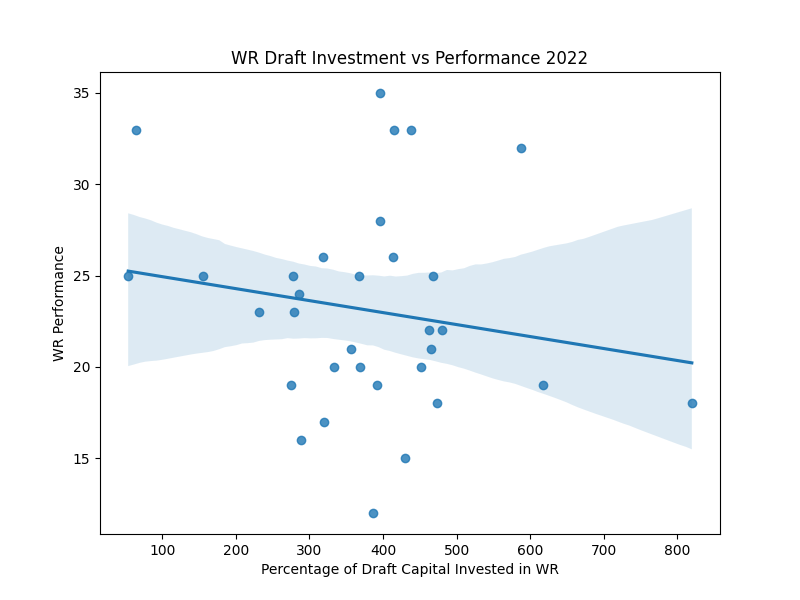 WR Draft Investment vs Performance 2022
WR Performance
35
30
25
20
15
100 200 300 400 500 600 700 800
Percentage of Draft Capital Invested in WR